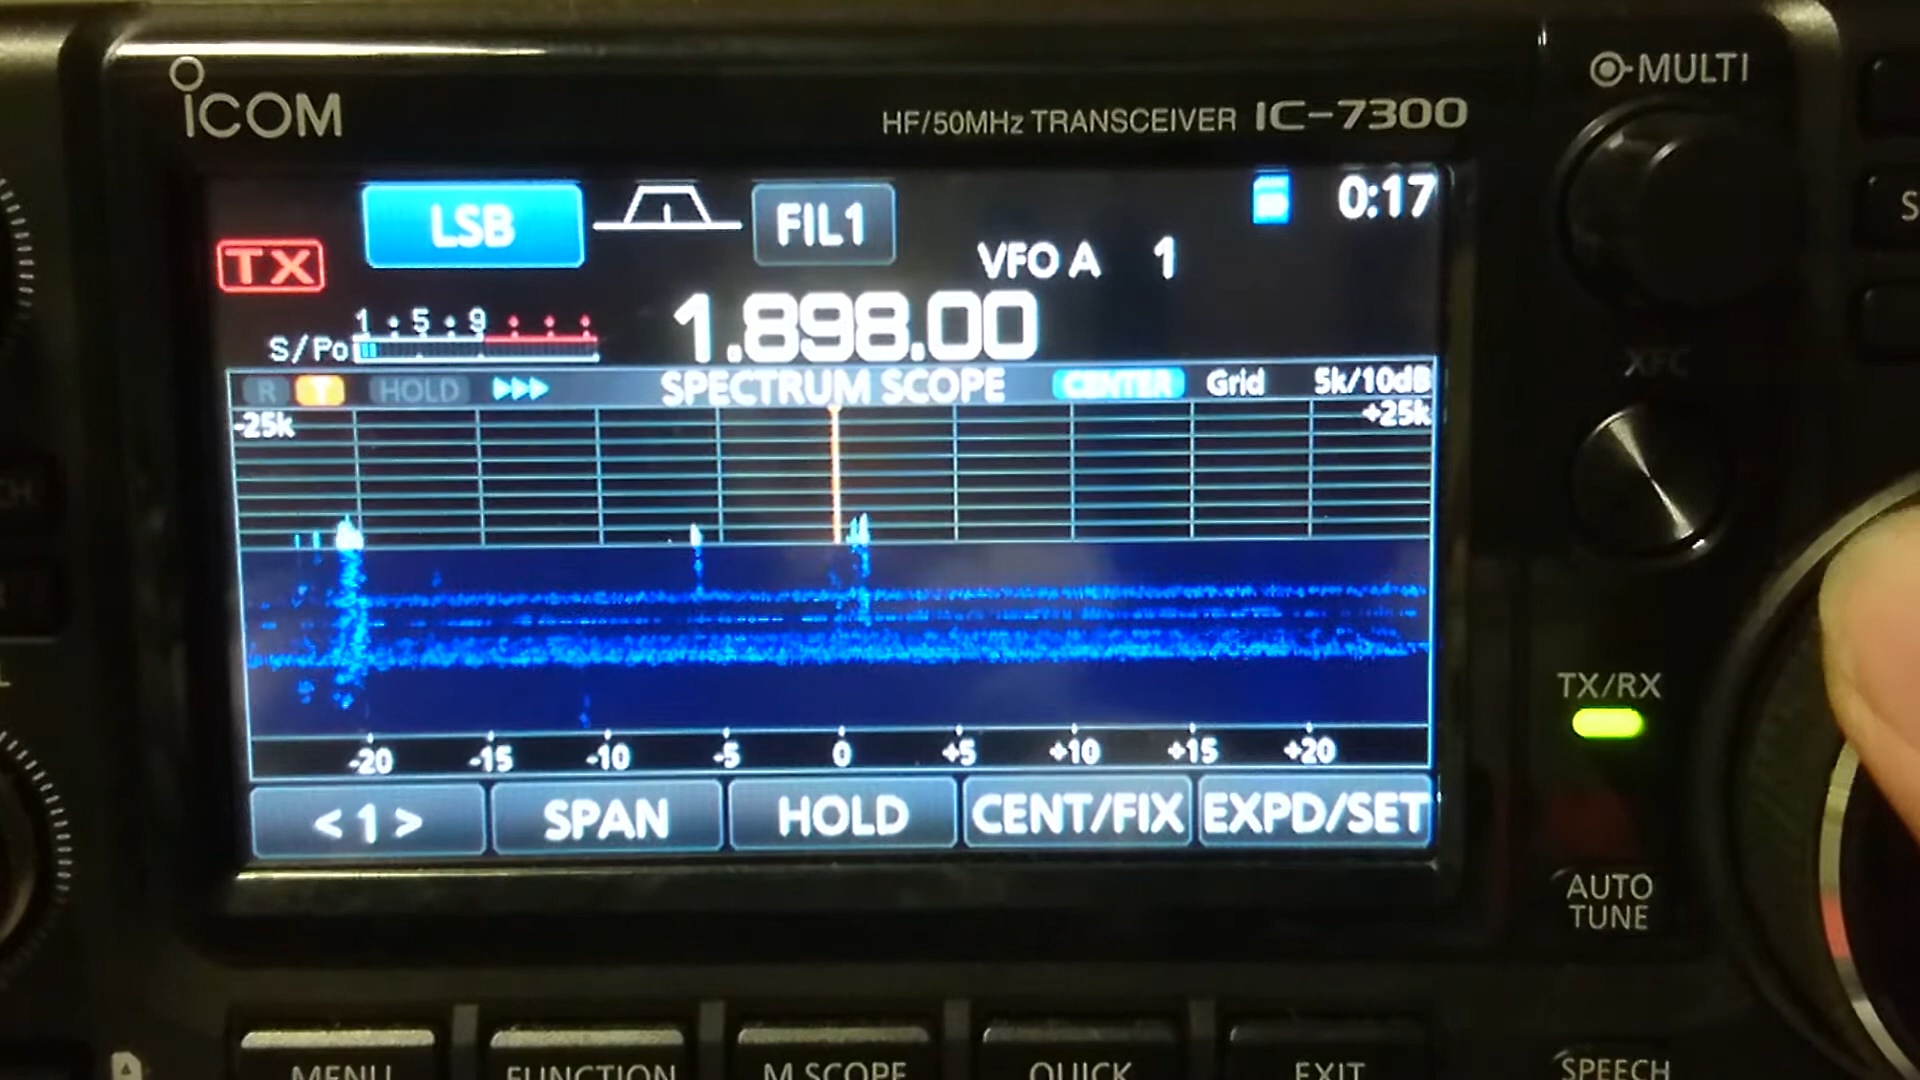 ICOM
HF/50MHz TRANSCEIVER IC-7300
MULTI
LSB
FIL1
0:17
TX
VFO A 1
1 5 9
S/Po
1.898.00
XFC
R T HOLD SPECTRUM SCOPE CENTER Grid 5k/10dB
-25k
+25k
TX/RX
-20 -15 -10 -5 0 +5 +10 +15 +20
< 1 > SPAN HOLD CENT/FIX EXPD/SET
AUTO
TUNE
MENU FUNCTION M.SCOPE QUICK EXIT SPEECH